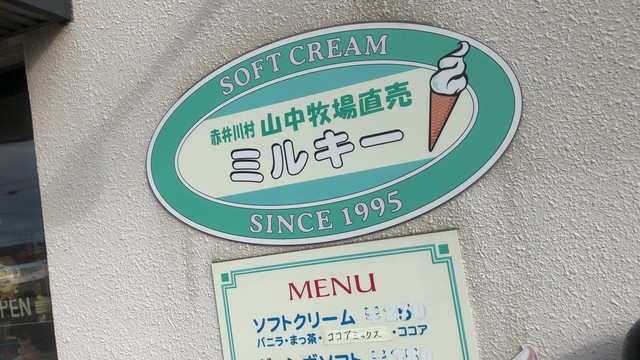 SOFT CREAM
赤井川村 山中牧場直売
ミルキー
SINCE 1995
MENU
ソフトクリーム
バニラ・まっ茶・ココアミックス・ココア